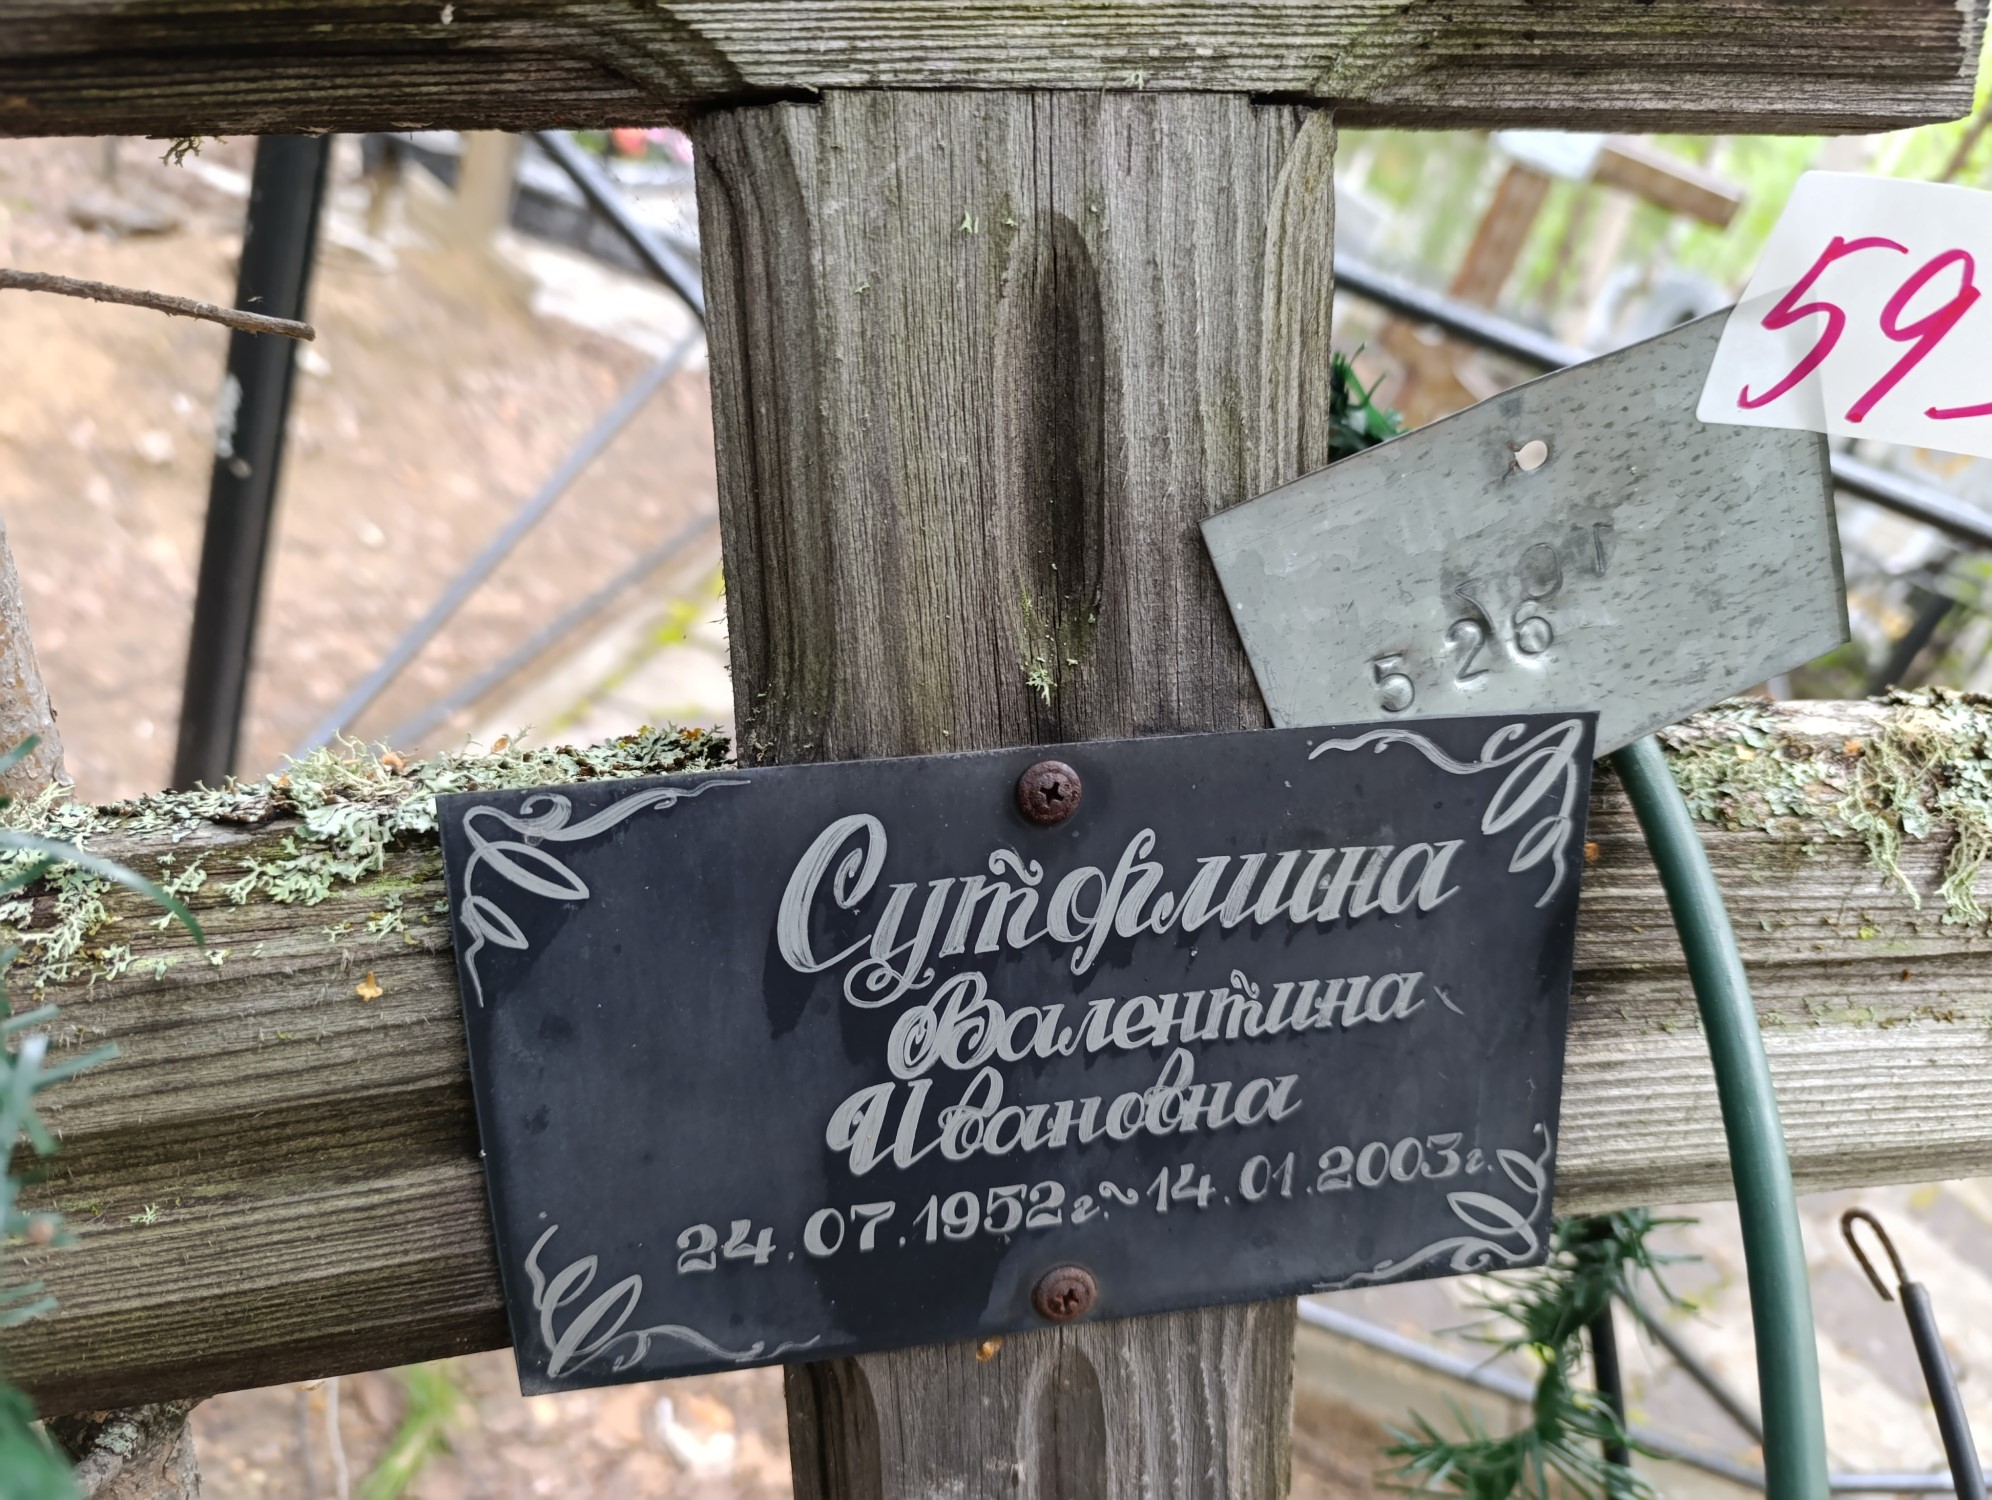 59
526
Сутормина
Валентина
Ивановна
24.07.1952г.~14.01.2003г.